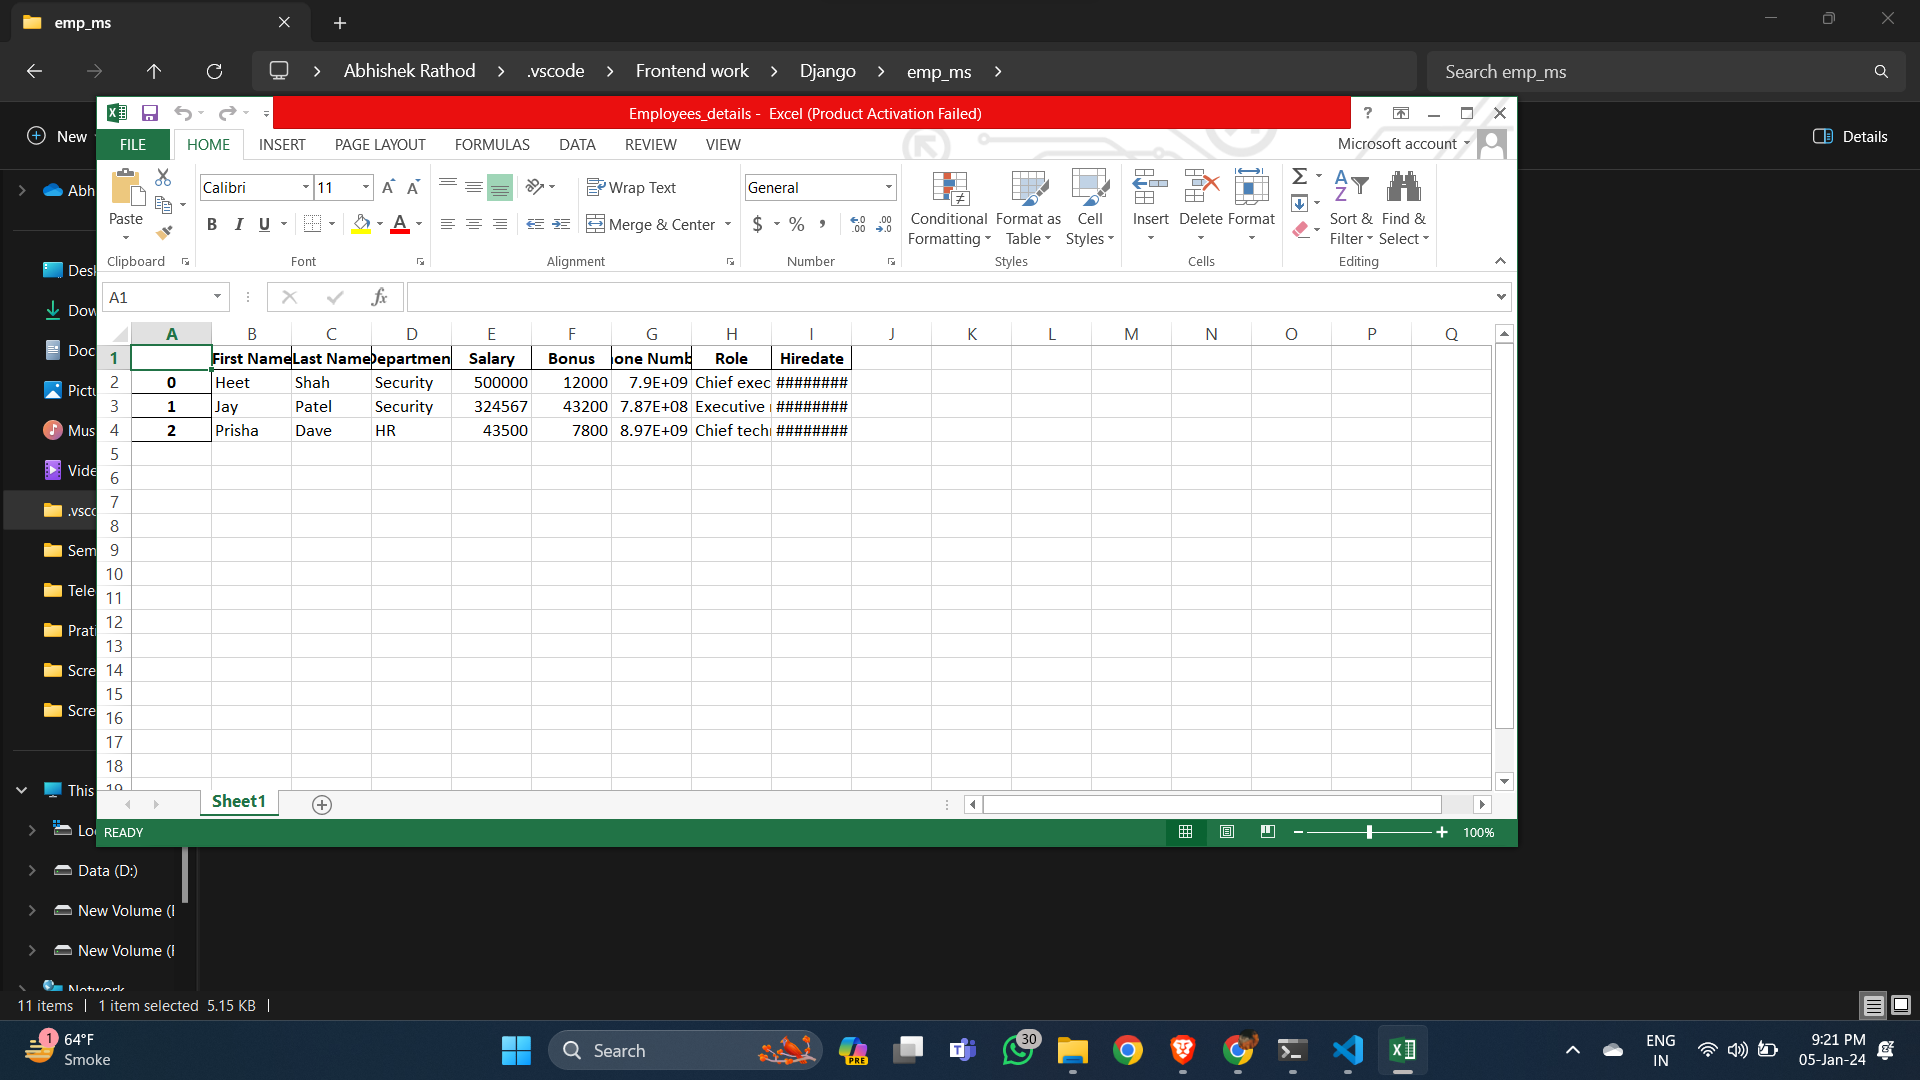 emp_ms
Abhishek Rathod > .vscode > Frontend work > Django > emp_ms >
Search emp_ms
New
Details
Employees_details - Excel (Product Activation Failed)
FILE HOME INSERT PAGE LAYOUT FORMULAS DATA REVIEW VIEW
Microsoft account
Paste
Calibri 11
Wrap Text
Merge & Center
General
Conditional Formatting
Format as Table
Cell Styles
Insert Delete Format
Sort & Filter
Find & Select
Clipboard Font Alignment Number Styles Cells Editing
A1
A B C D E F G H I J K L M N O P Q
1 First Name Last Name Departmen Salary Bonus one Numb Role Hiredate
2 0 Heet Shah Security 500000 12000 7.9E+09 Chief exec ########
3 1 Jay Patel Security 324567 43200 7.87E+08 Executive ########
4 2 Prisha Dave HR 43500 7800 8.97E+09 Chief tech ########
5
6
7
8
9
10
11
12
13
14
15
16
17
18
Sheet1
READY
100%
Abh
Desk
Dow
Doc
Pictu
Mus
Vide
.vsco
Sem
Tele
Prati
Scre
Scre
This
Loc
Data (D:)
New Volume (
New Volume (
Network
11 items | 1 item selected 5.15 KB |
1
64°F
Smoke
Search
PRE
30
ENG
IN
9:21 PM
05-Jan-24